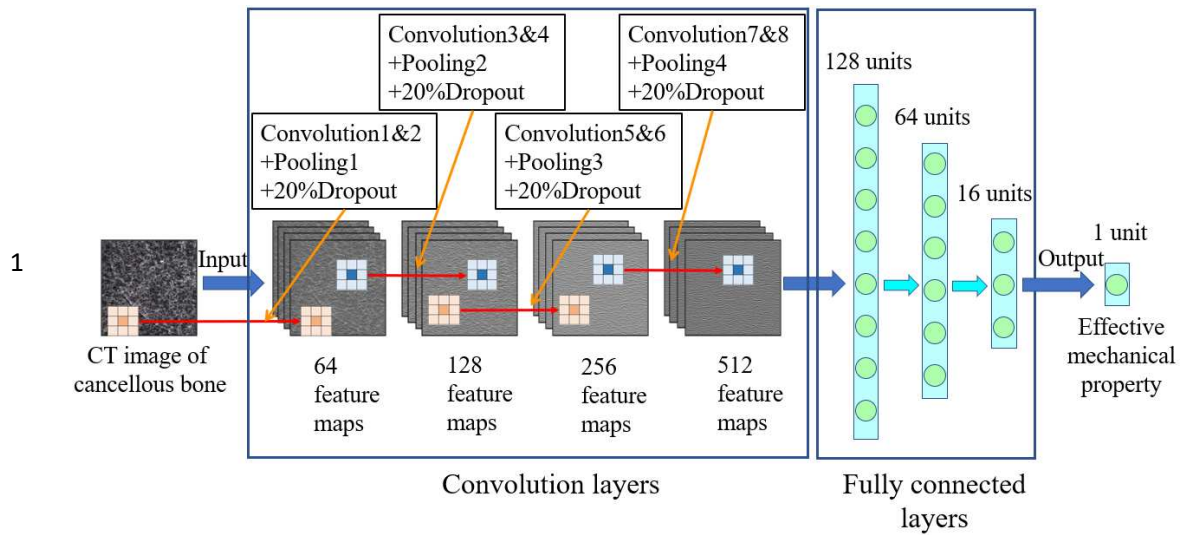 Convolution3&4
+Pooling2
+20%Dropout
Convolution7&8
+Pooling4
+20%Dropout
Convolution1&2
+Pooling1
+20%Dropout
Convolution5&6
+Pooling3
+20%Dropout
128 units
64 units
16 units
1 unit
1
Input
Output
CT image of
cancellous bone
64
feature
maps
128
feature
maps
256
feature
maps
512
feature
maps
Effective
mechanical
property
Convolution layers
Fully connected
layers